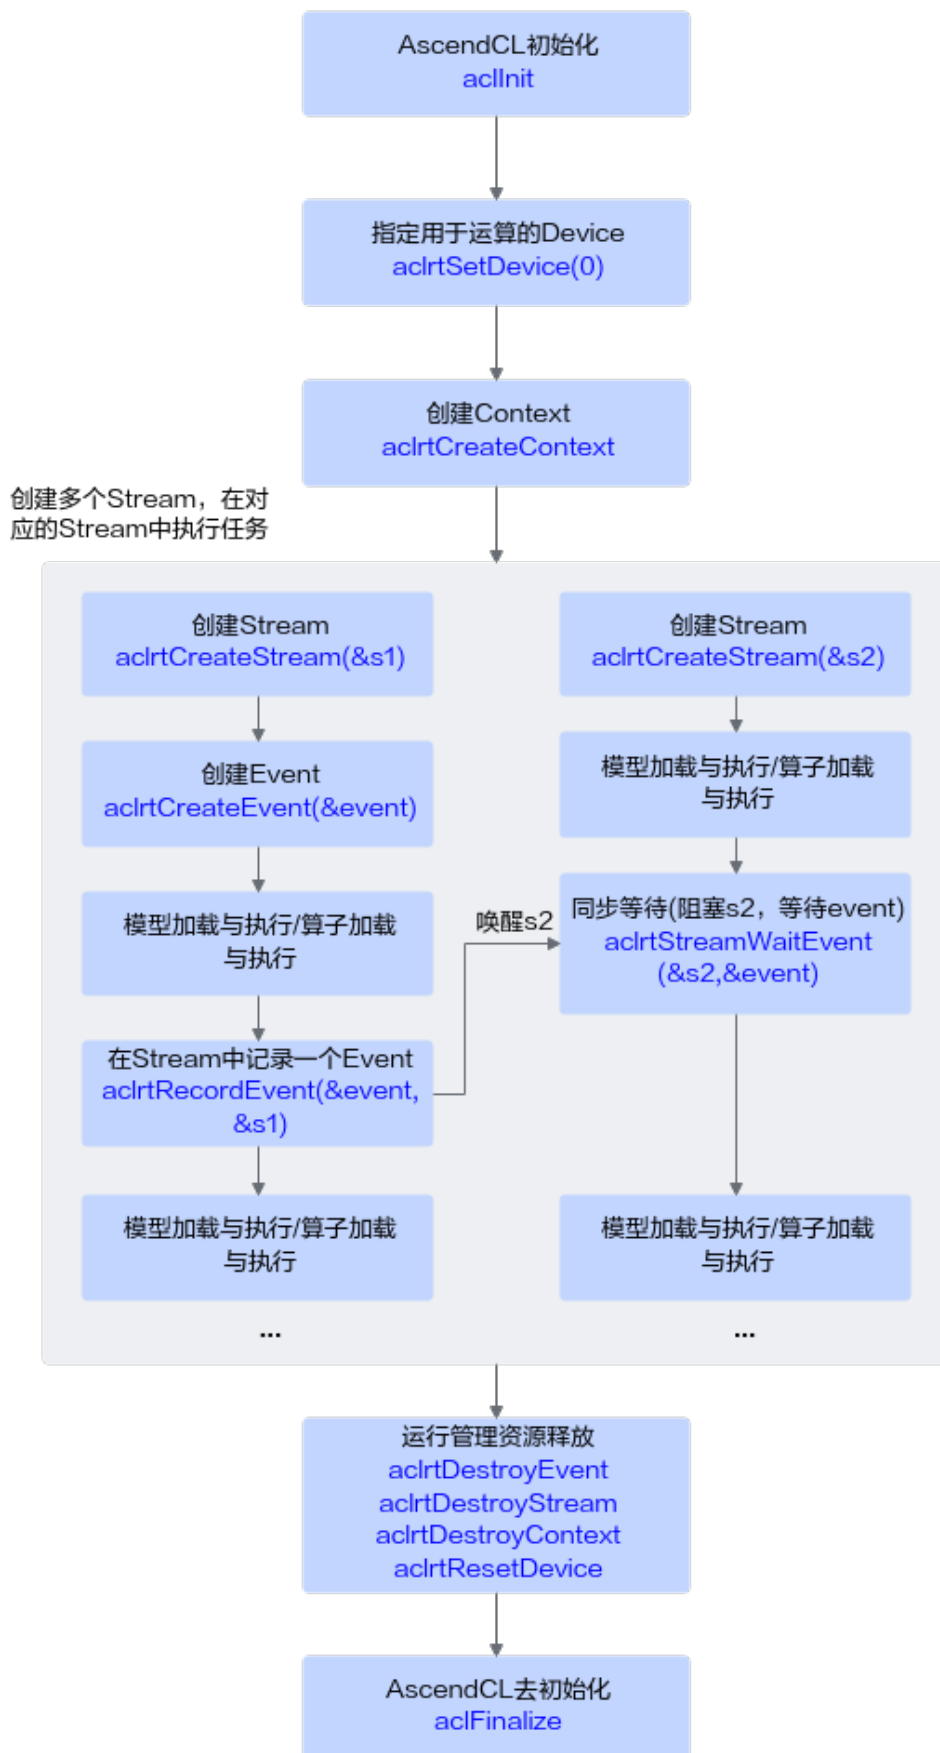 AscendCL初始化
aclInit
指定用于运算的Device
aclrtSetDevice(0)
创建Context
aclrtCreateContext
创建多个Stream，在对
应的Stream中执行任务
创建Stream
aclrtCreateStream(&s1)
创建Event
aclrtCreateEvent(&event)
模型加载与执行/算子加载
与执行
在Stream中记录一个Event
aclrtRecordEvent(&event,
&s1)
模型加载与执行/算子加载
与执行
...
唤醒s2
创建Stream
aclrtCreateStream(&s2)
模型加载与执行/算子加载
与执行
同步等待(阻塞s2，等待event)
aclrtStreamWaitEvent
(&s2,&event)
模型加载与执行/算子加载
与执行
...
运行管理资源释放
aclrtDestroyEvent
aclrtDestroyStream
aclrtDestroyContext
aclrtResetDevice
AscendCL去初始化
aclFinalize